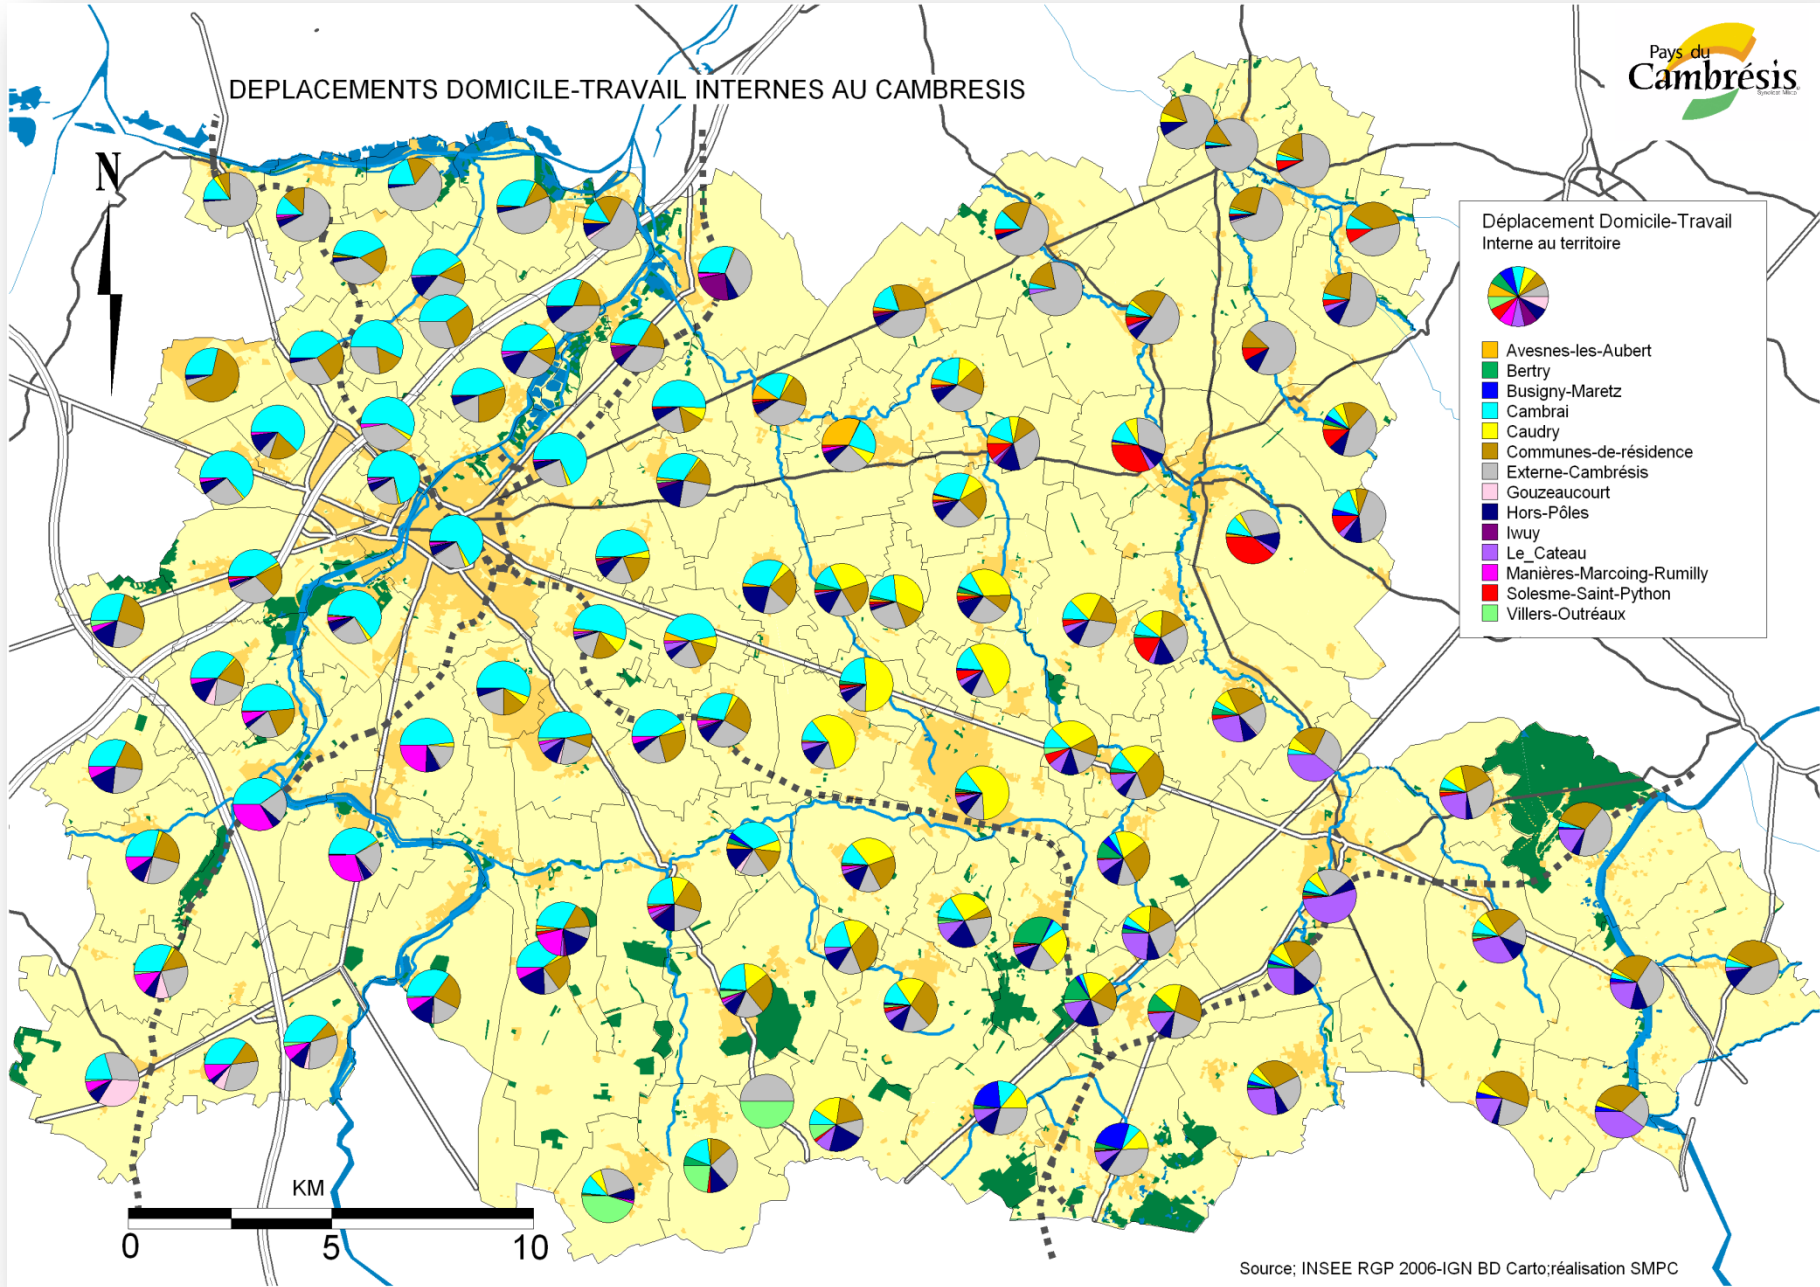 DEPLACEMENTS DOMICILE-TRAVAIL INTERNES AU CAMBRESIS
Pays du
Cambrésis
N
Déplacement Domicile-Travail
Interne au territoire
Avesnes-les-Aubert
Bertry
Busigny-Maretz
Cambrai
Caudry
Communes-de-résidence
Externe-Cambrésis
Gouzeaucourt
Hors-Pôles
Iwuy
Le_Cateau
Manières-Marcoing-Rumilly
Solesme-Saint-Python
Villers-Outréaux
KM
0 5 10
Source; INSEE RGP 2006-IGN BD Carto;réalisation SMPC